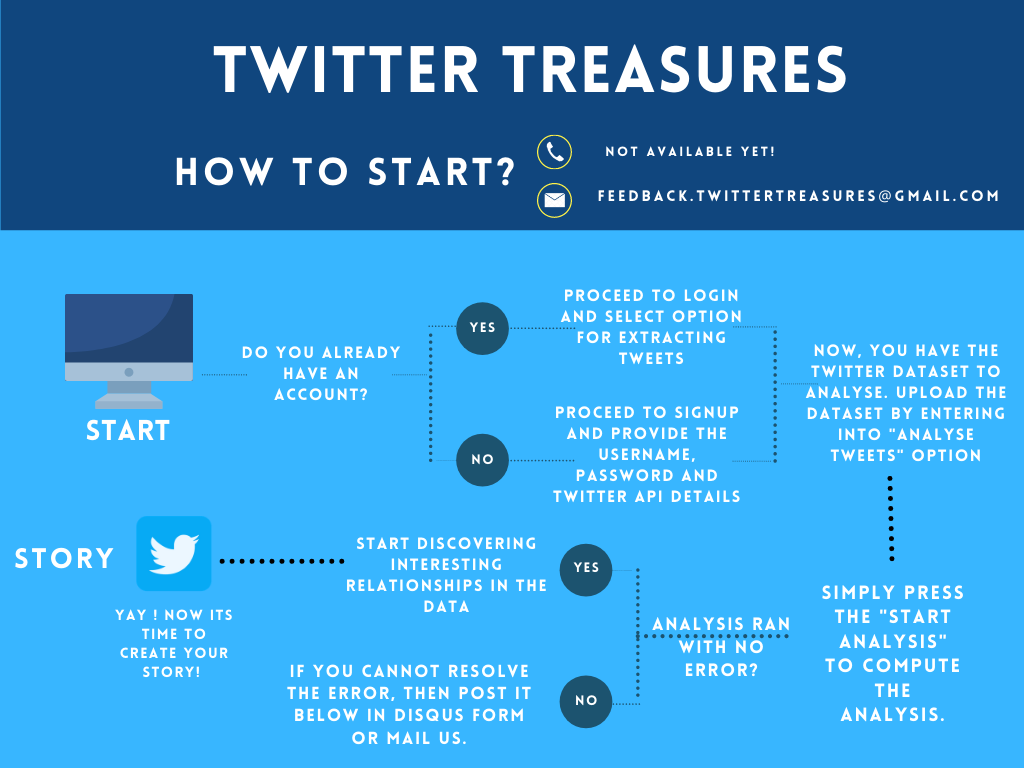 TWITTER TREASURES
HOW TO START?
NOT AVAILABLE YET!
FEEDBACK.TWITTERTREASURES@GMAIL.COM
START
DO YOU ALREADY
HAVE AN
ACCOUNT?
YES
PROCEED TO LOGIN
AND SELECT OPTION
FOR EXTRACTING
TWEETS
NO
PROCEED TO SIGNUP
AND PROVIDE THE
USERNAME,
PASSWORD AND
TWITTER API DETAILS
NOW, YOU HAVE THE
TWITTER DATASET TO
ANALYSE. UPLOAD THE
DATASET BY ENTERING
INTO "ANALYSE
TWEETS" OPTION
SIMPLY PRESS
THE "START
ANALYSIS"
TO COMPUTE
THE
ANALYSIS.
ANALYSIS RAN
WITH NO
ERROR?
YES
START DISCOVERING
INTERESTING
RELATIONSHIPS IN THE
DATA
NO
IF YOU CANNOT RESOLVE
THE ERROR, THEN POST IT
BELOW IN DISQUS FORM
OR MAIL US.
STORY
YAY ! NOW ITS
TIME TO
CREATE YOUR
STORY!